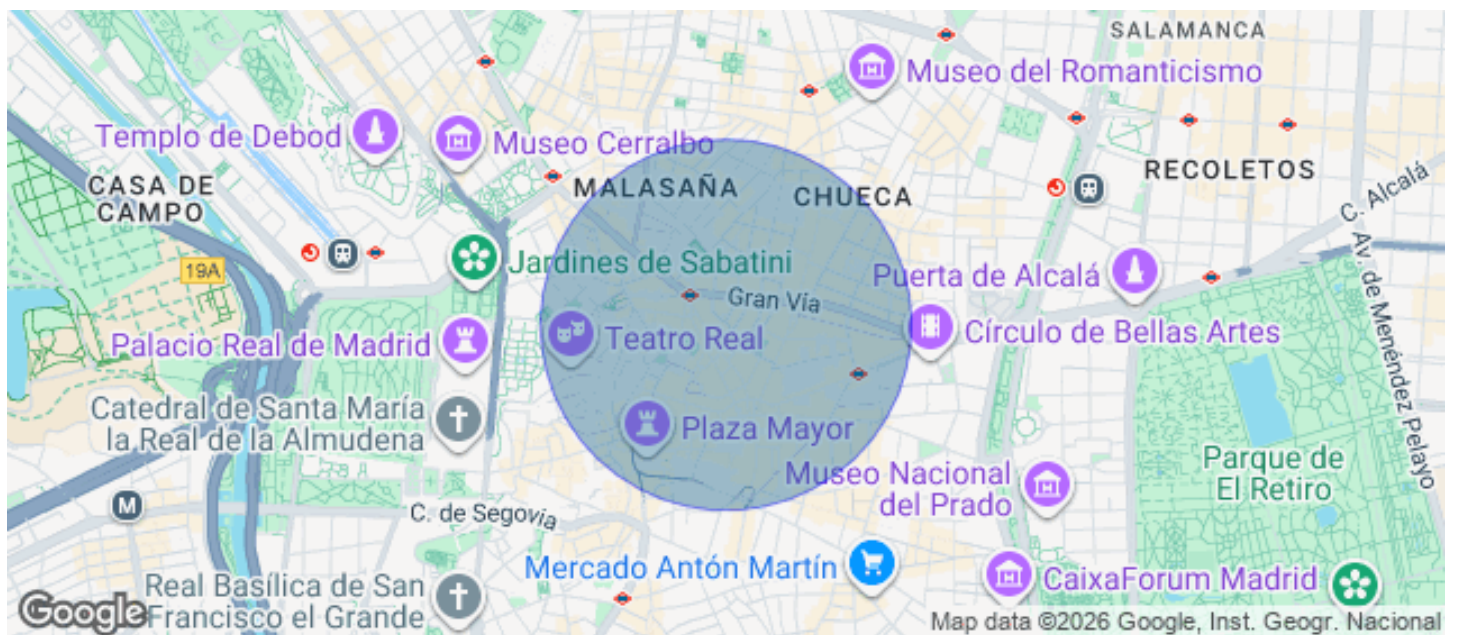 SALAMANCA
Museo del Romanticismo
Templo de Debod
Museo Cerralbo
RECOLETOS
CASA DE
CAMPO
MALASAÑA
CHUECA
C. Alcalá
19A
Jardines de Sabatini
Puerta de Alcalá
Gran Vía
Av. de Menéndez Pelayo
Palacio Real de Madrid
Teatro Real
Círculo de Bellas Artes
Catedral de Santa María
la Real de la Almudena
Plaza Mayor
Museo Nacional
del Prado
Parque de
El Retiro
M
C. de Segovia
Mercado Antón Martín
CaixaForum Madrid
Real Basílica de San
Francisco el Grande
Google
Map data ©2026 Google, Inst. Geogr. Nacional